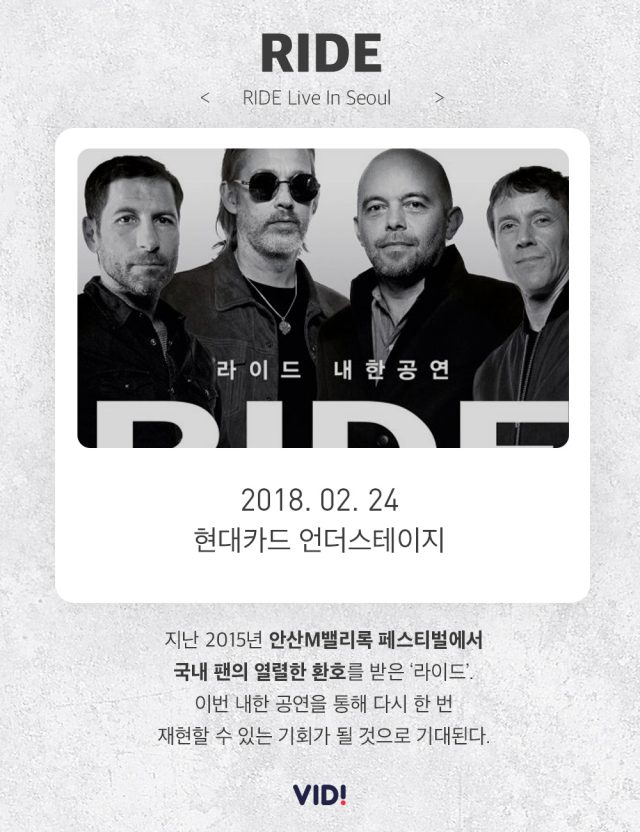 RIDE
< RIDE Live In Seoul >
라이드 내한공연
RIDE
2018. 02. 24
현대카드 언더스테이지
지난 2015년 안산M밸리록 페스티벌에서
국내 팬의 열렬한 환호를 받은 ‘라이드’.
이번 내한 공연을 통해 다시 한 번
재현할 수 있는 기회가 될 것으로 기대된다.
VID!